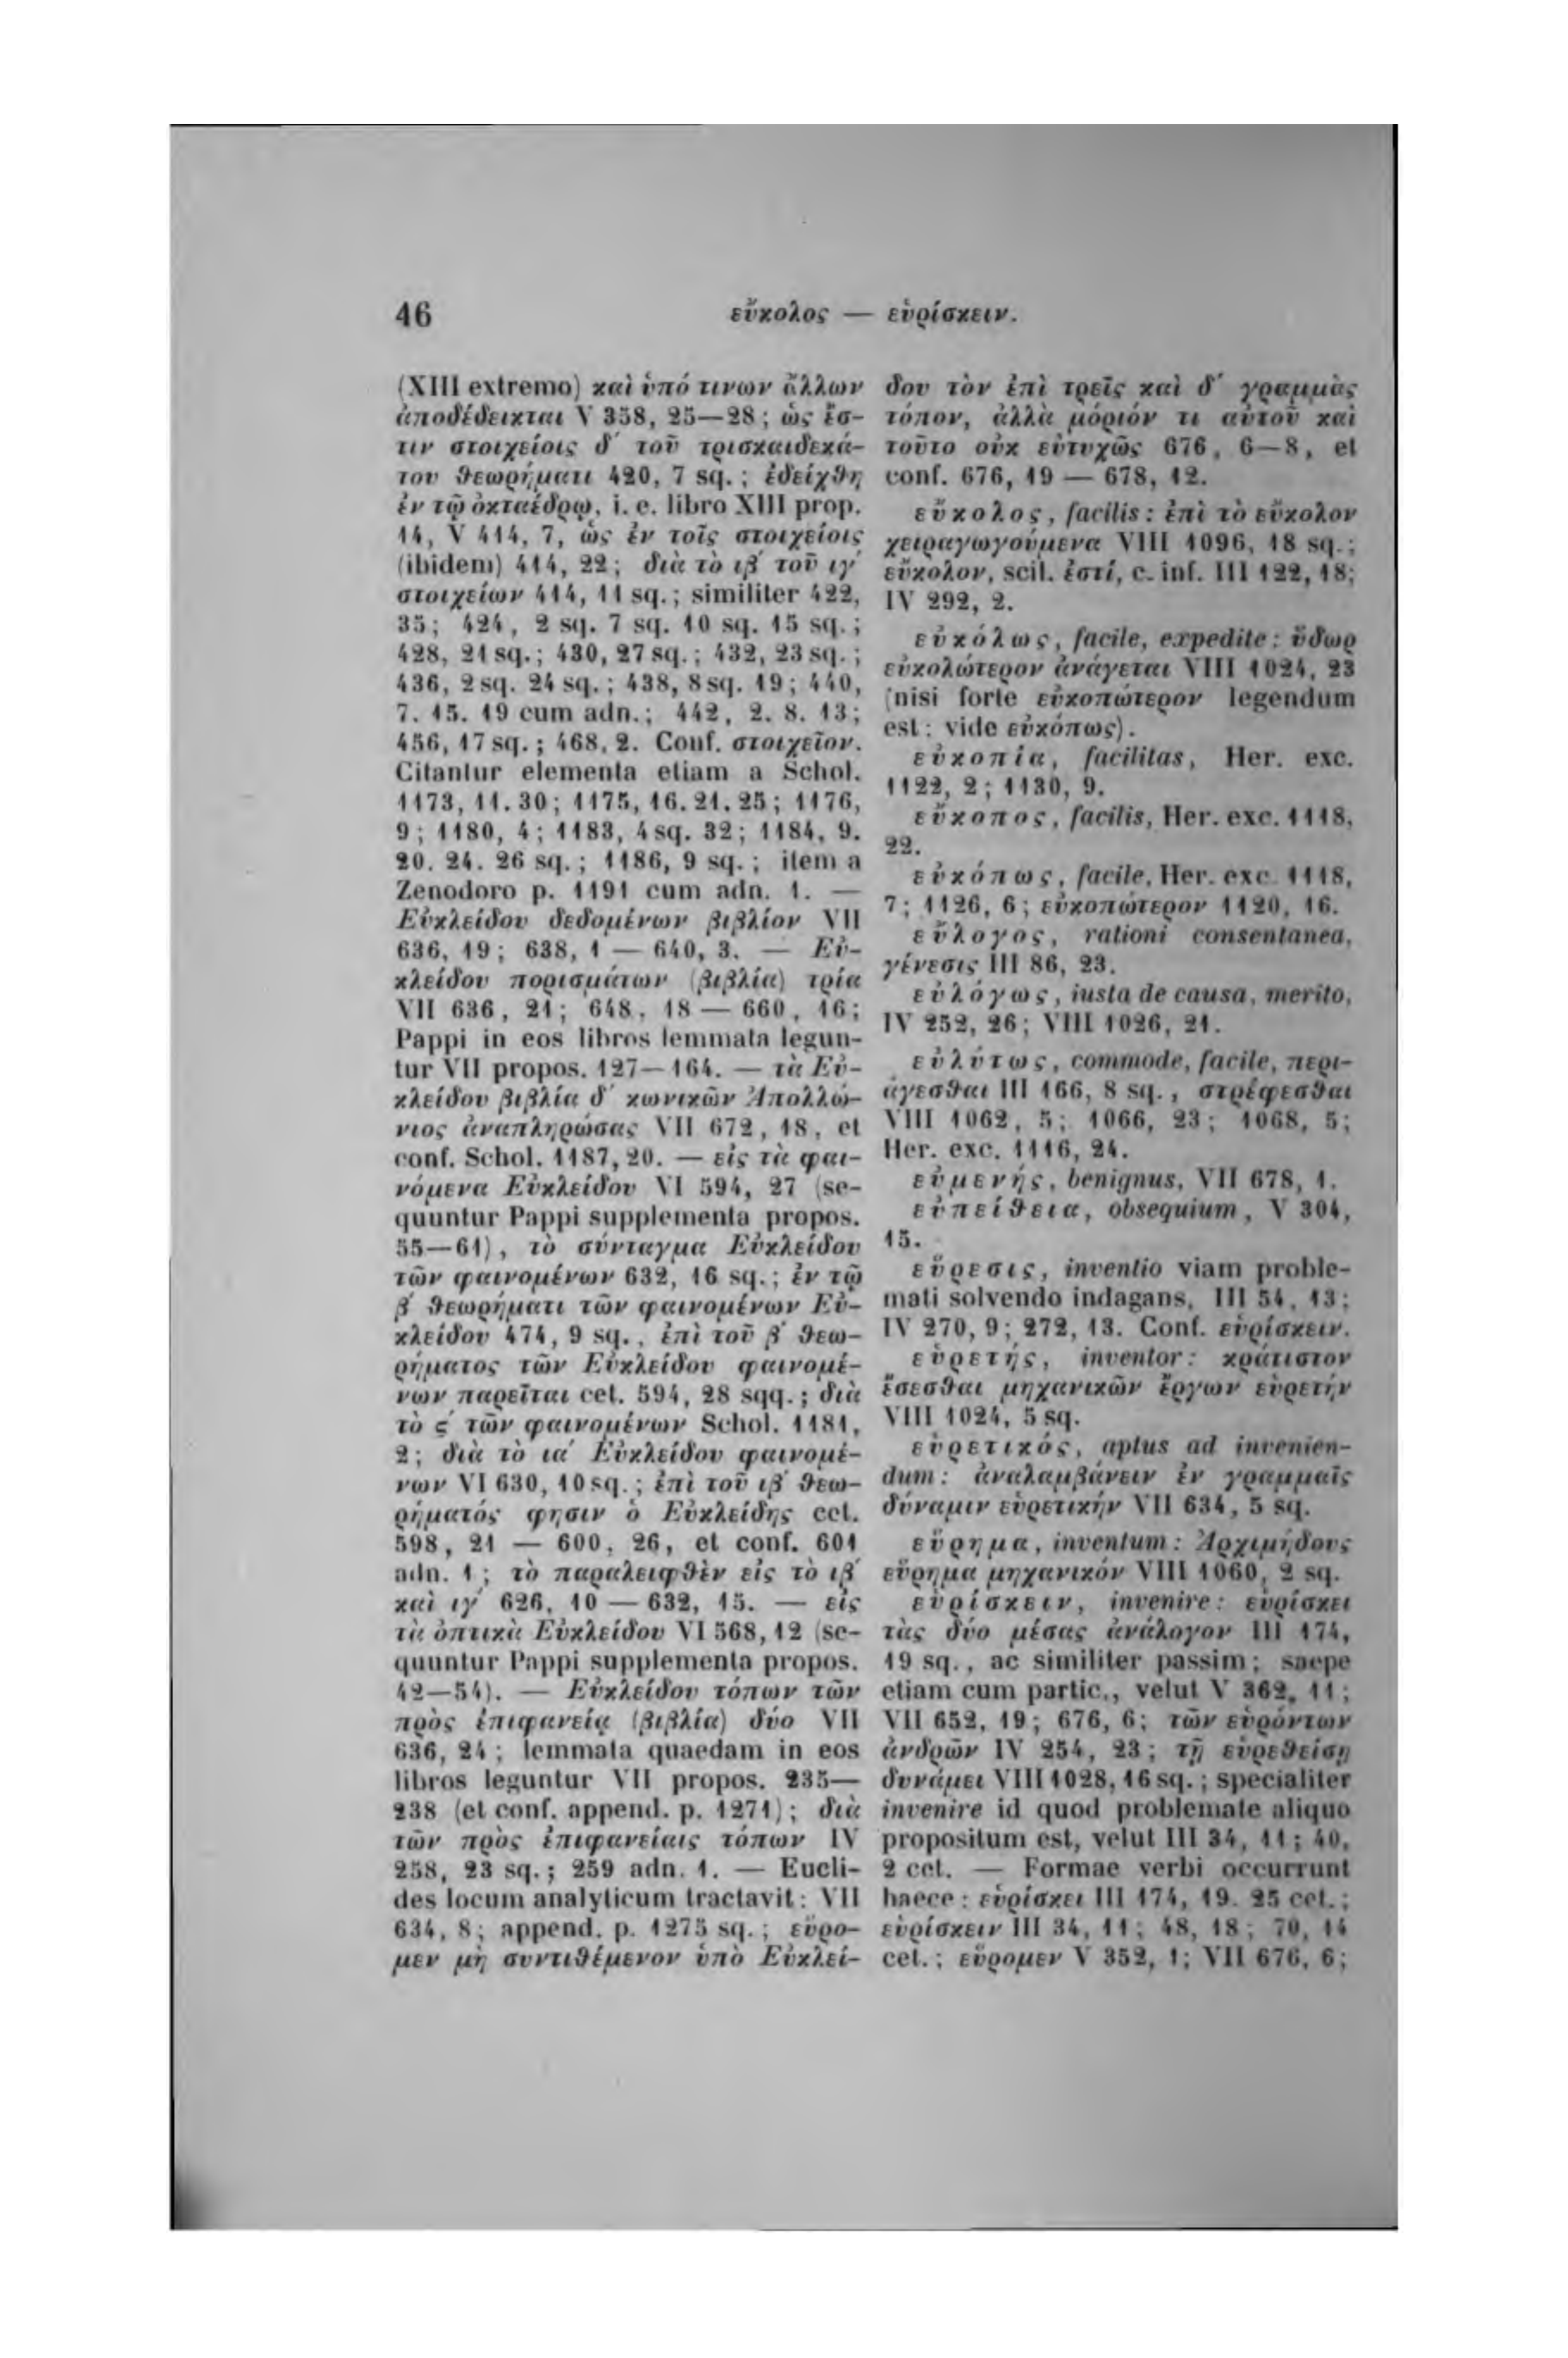 46
εὔκολος — εὑρίσκειν.
(XIII extremo) καὶ ὑπό τινων ἄλλων
ἀποδέδεικται V 358, 25—28; ὡς ἔσ-
τιν στοιχείοις δ´ τοῦ τρισκαιδεκά-
του θεωρήματι 420, 7 sq.; ἐδείχθη
ἐν τῷ ὀκταέδρῳ, i. e. libro XIII prop.
14, V 414, 7, ὡς ἐν τοῖς στοιχείοις
(ibidem) 414, 22; διὰ τὸ ιβ´ τοῦ ιγ´
στοιχείων 414, 11 sq.; similiter 422,
35; 424, 2 sq. 7 sq. 10 sq. 15 sq.;
428, 21 sq.; 430, 27 sq.; 432, 23 sq.;
436, 2 sq. 24 sq.; 438, 8 sq. 19; 440,
7. 15. 19 cum adn.; 442, 2. 8. 13;
456, 17 sq.; 468, 2. Conf. στοιχεῖον.
Citantur elementa etiam a Schol.
1173, 11. 30; 1175, 16. 21. 25; 1176,
9; 1180, 4; 1183, 4 sq. 32; 1184, 9.
20. 24. 26 sq.; 1186, 9 sq.; item a
Zenodoro p. 1191 cum adn. 1. —
Εὐκλείδου δεδομένων βιβλίον VII
636, 19; 638, 1 — 640, 3. — Εὐ-
κλείδου πορισμάτων (βιβλία) τρία
VII 636, 21; 648, 18 — 660, 16;
Pappi in eos libros lemmata legun-
tur VII propos. 127—164. — τὰ Εὐ-
κλείδου βιβλία δ´ κωνικῶν Ἀπολλώ-
νιος ἀναπληρώσας VII 672, 18, et
conf. Schol. 1187, 20. — εἰς τὰ φαι-
νόμενα Εὐκλείδου VI 594, 27 (se-
quuntur Pappi supplementa propos.
55—61), τὸ σύνταγμα Εὐκλείδου
τῶν φαινομένων 632, 16 sq.; ἐν τῷ
β´ θεωρήματι τῶν φαινομένων Εὐ-
κλείδου 474, 9 sq., ἐπὶ τοῦ β´ θεω-
ρήματος τῶν Εὐκλείδου φαινομέ-
νων παρεῖται cet. 594, 28 sqq.; διὰ
τὸ ς´ τῶν φαινομένων Schol. 1181,
2; διὰ τὸ ια´ Εὐκλείδου φαινομέ-
νων VI 630, 10 sq.; ἐπὶ τοῦ ιβ´ θεω-
ρήματός φησιν ὁ Εὐκλείδης cet.
598, 21 — 600, 26, et conf. 601
adn. 1; τὸ παραλειφθὲν εἰς τὸ ιβ´
καὶ ιγ´ 626, 10 — 632, 15. — εἰς
τὰ ὀπτικὰ Εὐκλείδου VI 568, 12 (se-
quuntur Pappi supplementa propos.
42—54). — Εὐκλείδου τόπων τῶν
πρὸς ἐπιφανείᾳ (βιβλία) δύο VII
636, 24; lemmata quaedam in eos
libros leguntur VII propos. 235—
238 (et conf. append. p. 1271); διὰ
τῶν πρὸς ἐπιφανείαις τόπων IV
258, 23 sq.; 259 adn. 1. — Eucli-
des locum analyticum tractavit: VII
634, 8; append. p. 1275 sq.; εὕρο-
μεν μὴ συντιθέμενον ὑπὸ Εὐκλεί-
δου τὸν ἐπὶ τρεῖς καὶ δ´ γραμμὰς
τόπον, ἀλλὰ μόριόν τι αὐτοῦ καὶ
τοῦτο οὐκ εὐτυχῶς 676, 6—8, et
conf. 676, 19 — 678, 12.
εὔκολος, facilis: ἐπὶ τὸ εὔκολον
χειραγωγούμενα VIII 1096, 18 sq.;
εὔκολον, scil. ἐστί, c. inf. III 122, 18;
IV 292, 2.
εὐκόλως, facile, expedite: ὕδωρ
εὐκολώτερον ἀνάγεται VIII 1024, 23
(nisi forte εὐκοπώτερον legendum
est: vide εὐκόπως).
εὐκοπία, facilitas, Her. exc.
1122, 2; 1130, 9.
εὔκοπος, facilis, Her. exc. 1118,
22.
εὐκόπως, facile, Her. exc. 1118,
7; 1126, 6; εὐκοπώτερον 1120, 16.
εὔλογος, rationi consentanea,
γένεσις III 86, 23.
εὐλόγως, iusta de causa, merito,
IV 252, 26; VIII 1026, 21.
εὐλύτως, commode, facile, περι-
άγεσθαι III 166, 8 sq., στρέφεσθαι
VIII 1062, 5; 1066, 23; 1068, 5;
Her. exc. 1116, 24.
εὐμενής, benignus, VII 678, 1.
εὐπείθεια, obsequium, V 304,
15.
εὕρεσις, inventio viam proble-
mati solvendo indagans, III 54, 13;
IV 270, 9; 272, 13. Conf. εὑρίσκειν.
εὑρετής, inventor: κράτιστον
ἔσεσθαι μηχανικῶν ἔργων εὑρετήν
VIII 1024, 5 sq.
εὑρετικός, aptus ad invenien-
dum: ἀναλαμβάνειν ἐν γραμμαῖς
δύναμιν εὑρετικήν VII 634, 5 sq.
εὕρημα, inventum: Ἀρχιμήδους
εὕρημα μηχανικόν VIII 1060, 2 sq.
εὑρίσκειν, invenire: εὑρίσκει
τὰς δύο μέσας ἀνάλογον III 174,
19 sq., ac similiter passim; saepe
etiam cum partic., velut V 362, 11;
VII 652, 19; 676, 6; τῶν εὑρόντων
ἀνδρῶν IV 254, 23; τῇ εὑρεθείσῃ
δυνάμει VIII 1028, 16 sq.; specialiter
invenire id quod problemate aliquo
propositum est, velut III 34, 11; 40,
2 cet. — Formae verbi occurrunt
haece: εὑρίσκει III 174, 19. 25 cet.;
εὑρίσκειν III 34, 11; 48, 18; 70, 14
cet.; εὕρομεν V 352, 1; VII 676, 6;